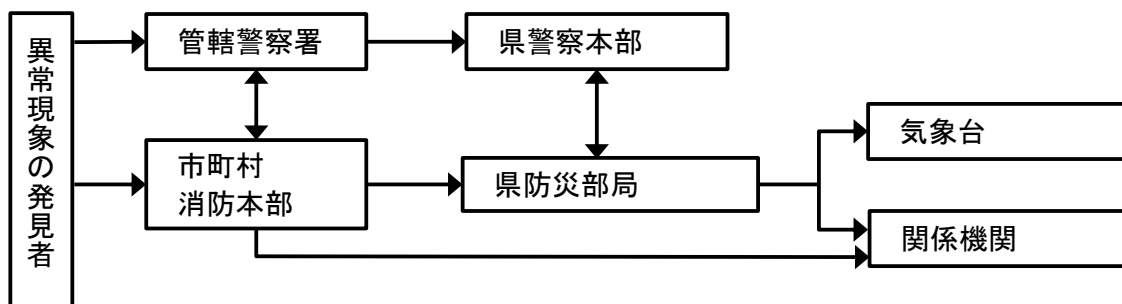 異常現象の発見者
管轄警察署
県警察本部
市町村
消防本部
県防災部局
気象台
関係機関